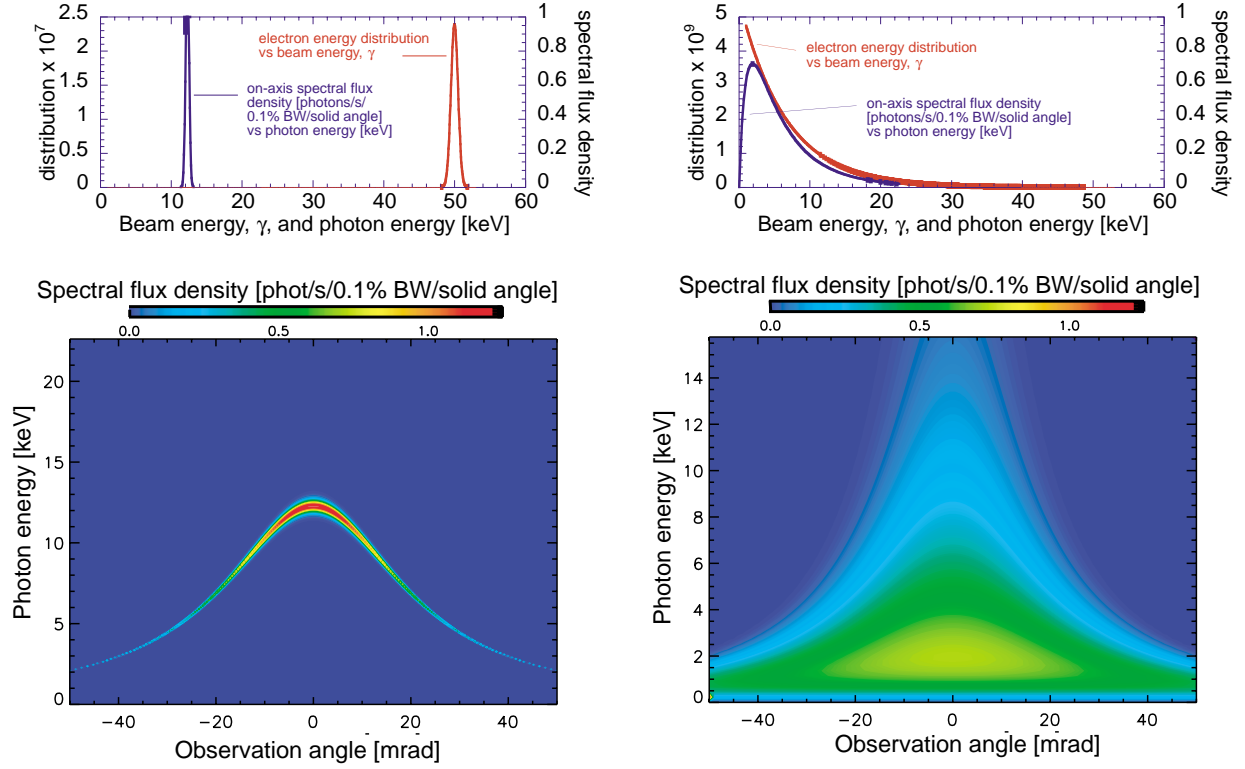 distribution x 10^7
2.5
2
1.5
1
0.5
0
electron energy distribution
vs beam energy, γ
on-axis spectral flux
density [photons/s/
0.1% BW/solid angle]
vs photon energy [keV]
1
0.8
0.6
0.4
0.2
0
spectral flux density
0 10 20 30 40 50 60
Beam energy, γ, and photon energy [keV]
distribution x 10^9
5
4
3
2
1
0
electron energy distribution
vs beam energy, γ
on-axis spectral flux density
[photons/s/0.1% BW/solid angle]
vs photon energy [keV]
1
0.8
0.6
0.4
0.2
0
spectral flux density
0 10 20 30 40 50 60
Beam energy, γ, and photon energy [keV]
Spectral flux density [phot/s/0.1% BW/solid angle]
0.0 0.5 1.0
Photon energy [keV]
20
15
10
5
0
−40 −20 0 20 40
Observation angle [mrad]
Spectral flux density [phot/s/0.1% BW/solid angle]
0.0 0.5 1.0
Photon energy [keV]
14
12
10
8
6
4
2
0
−40 −20 0 20 40
Observation angle [mrad]